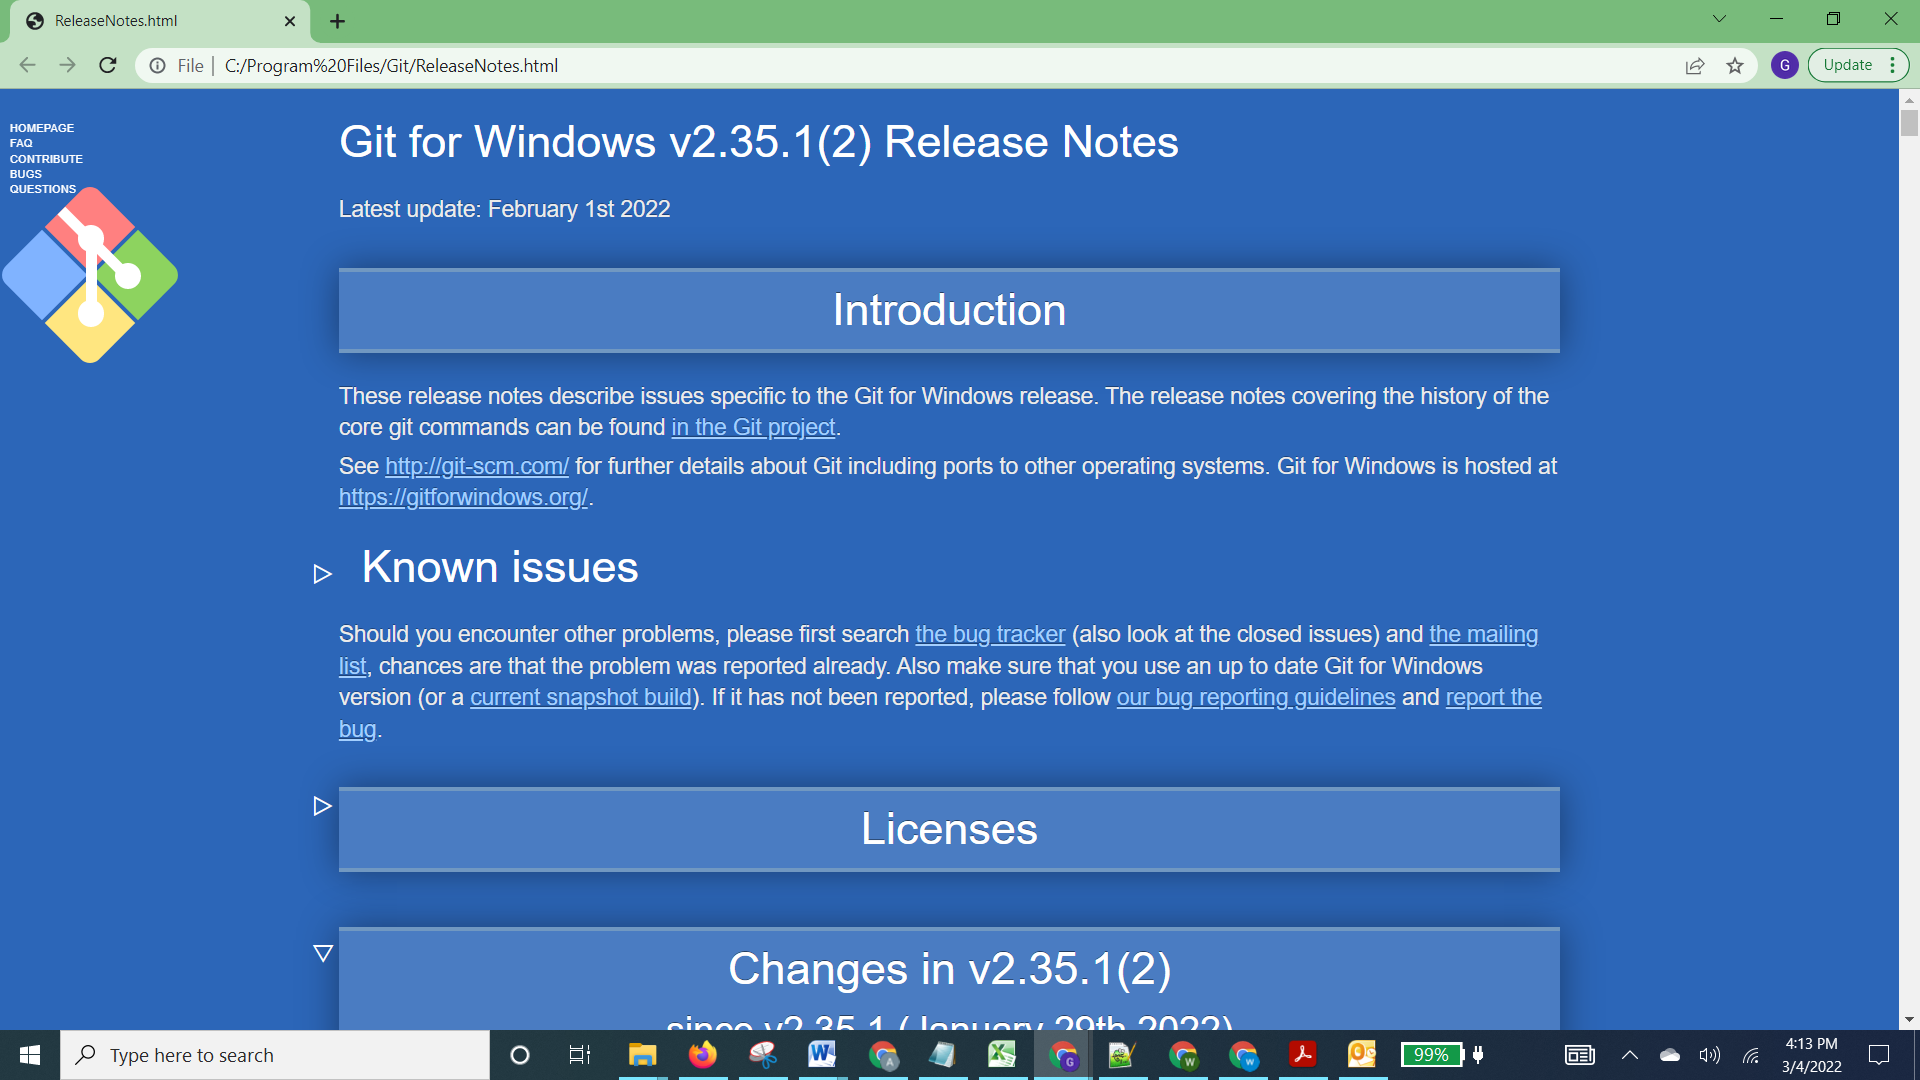 ReleaseNotes.html
File
C:/Program%20Files/Git/ReleaseNotes.html
G
Update
HOMEPAGE
FAQ
CONTRIBUTE
BUGS
QUESTIONS
Git for Windows v2.35.1(2) Release Notes
Latest update: February 1st 2022
Introduction
These release notes describe issues specific to the Git for Windows release. The release notes covering the history of the
core git commands can be found in the Git project.
See http://git-scm.com/ for further details about Git including ports to other operating systems. Git for Windows is hosted at
https://gitforwindows.org/.
Known issues
Should you encounter other problems, please first search the bug tracker (also look at the closed issues) and the mailing
list, chances are that the problem was reported already. Also make sure that you use an up to date Git for Windows
version (or a current snapshot build). If it has not been reported, please follow our bug reporting guidelines and report the
bug.
Licenses
Changes in v2.35.1(2)
since v2.35.1 (January 29th 2022)
Type here to search
99%
4:13 PM
3/4/2022